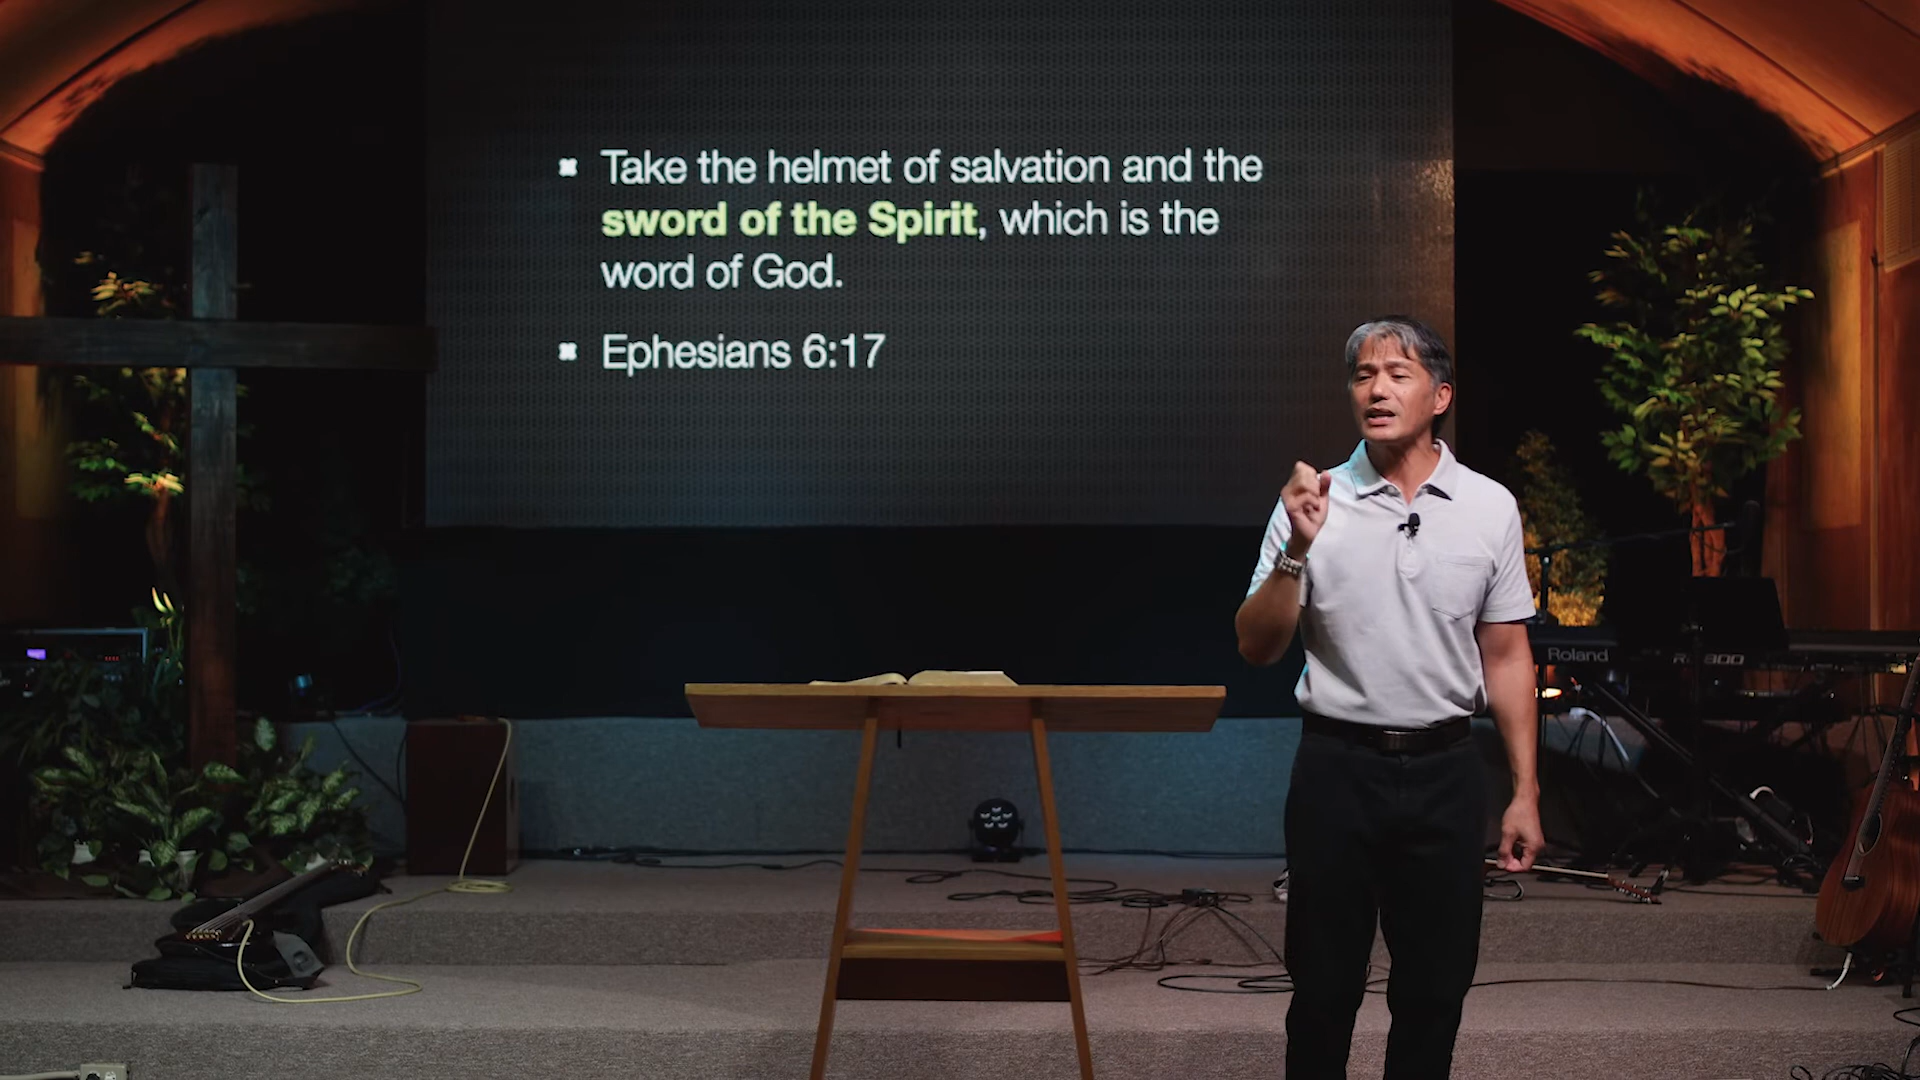 Take the helmet of salvation and the
sword of the Spirit, which is the
word of God.
Ephesians 6:17
Roland